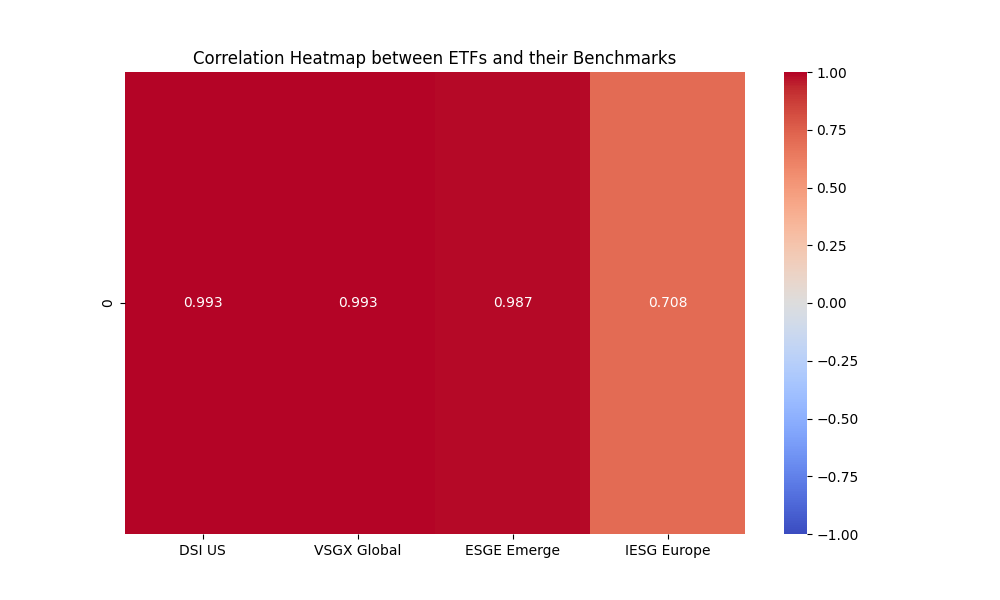 Correlation Heatmap between ETFs and their Benchmarks
0
0.993
0.993
0.987
0.708
DSI US
VSGX Global
ESGE Emerge
IESG Europe
1.00
0.75
0.50
0.25
0.00
−0.25
−0.50
−0.75
−1.00